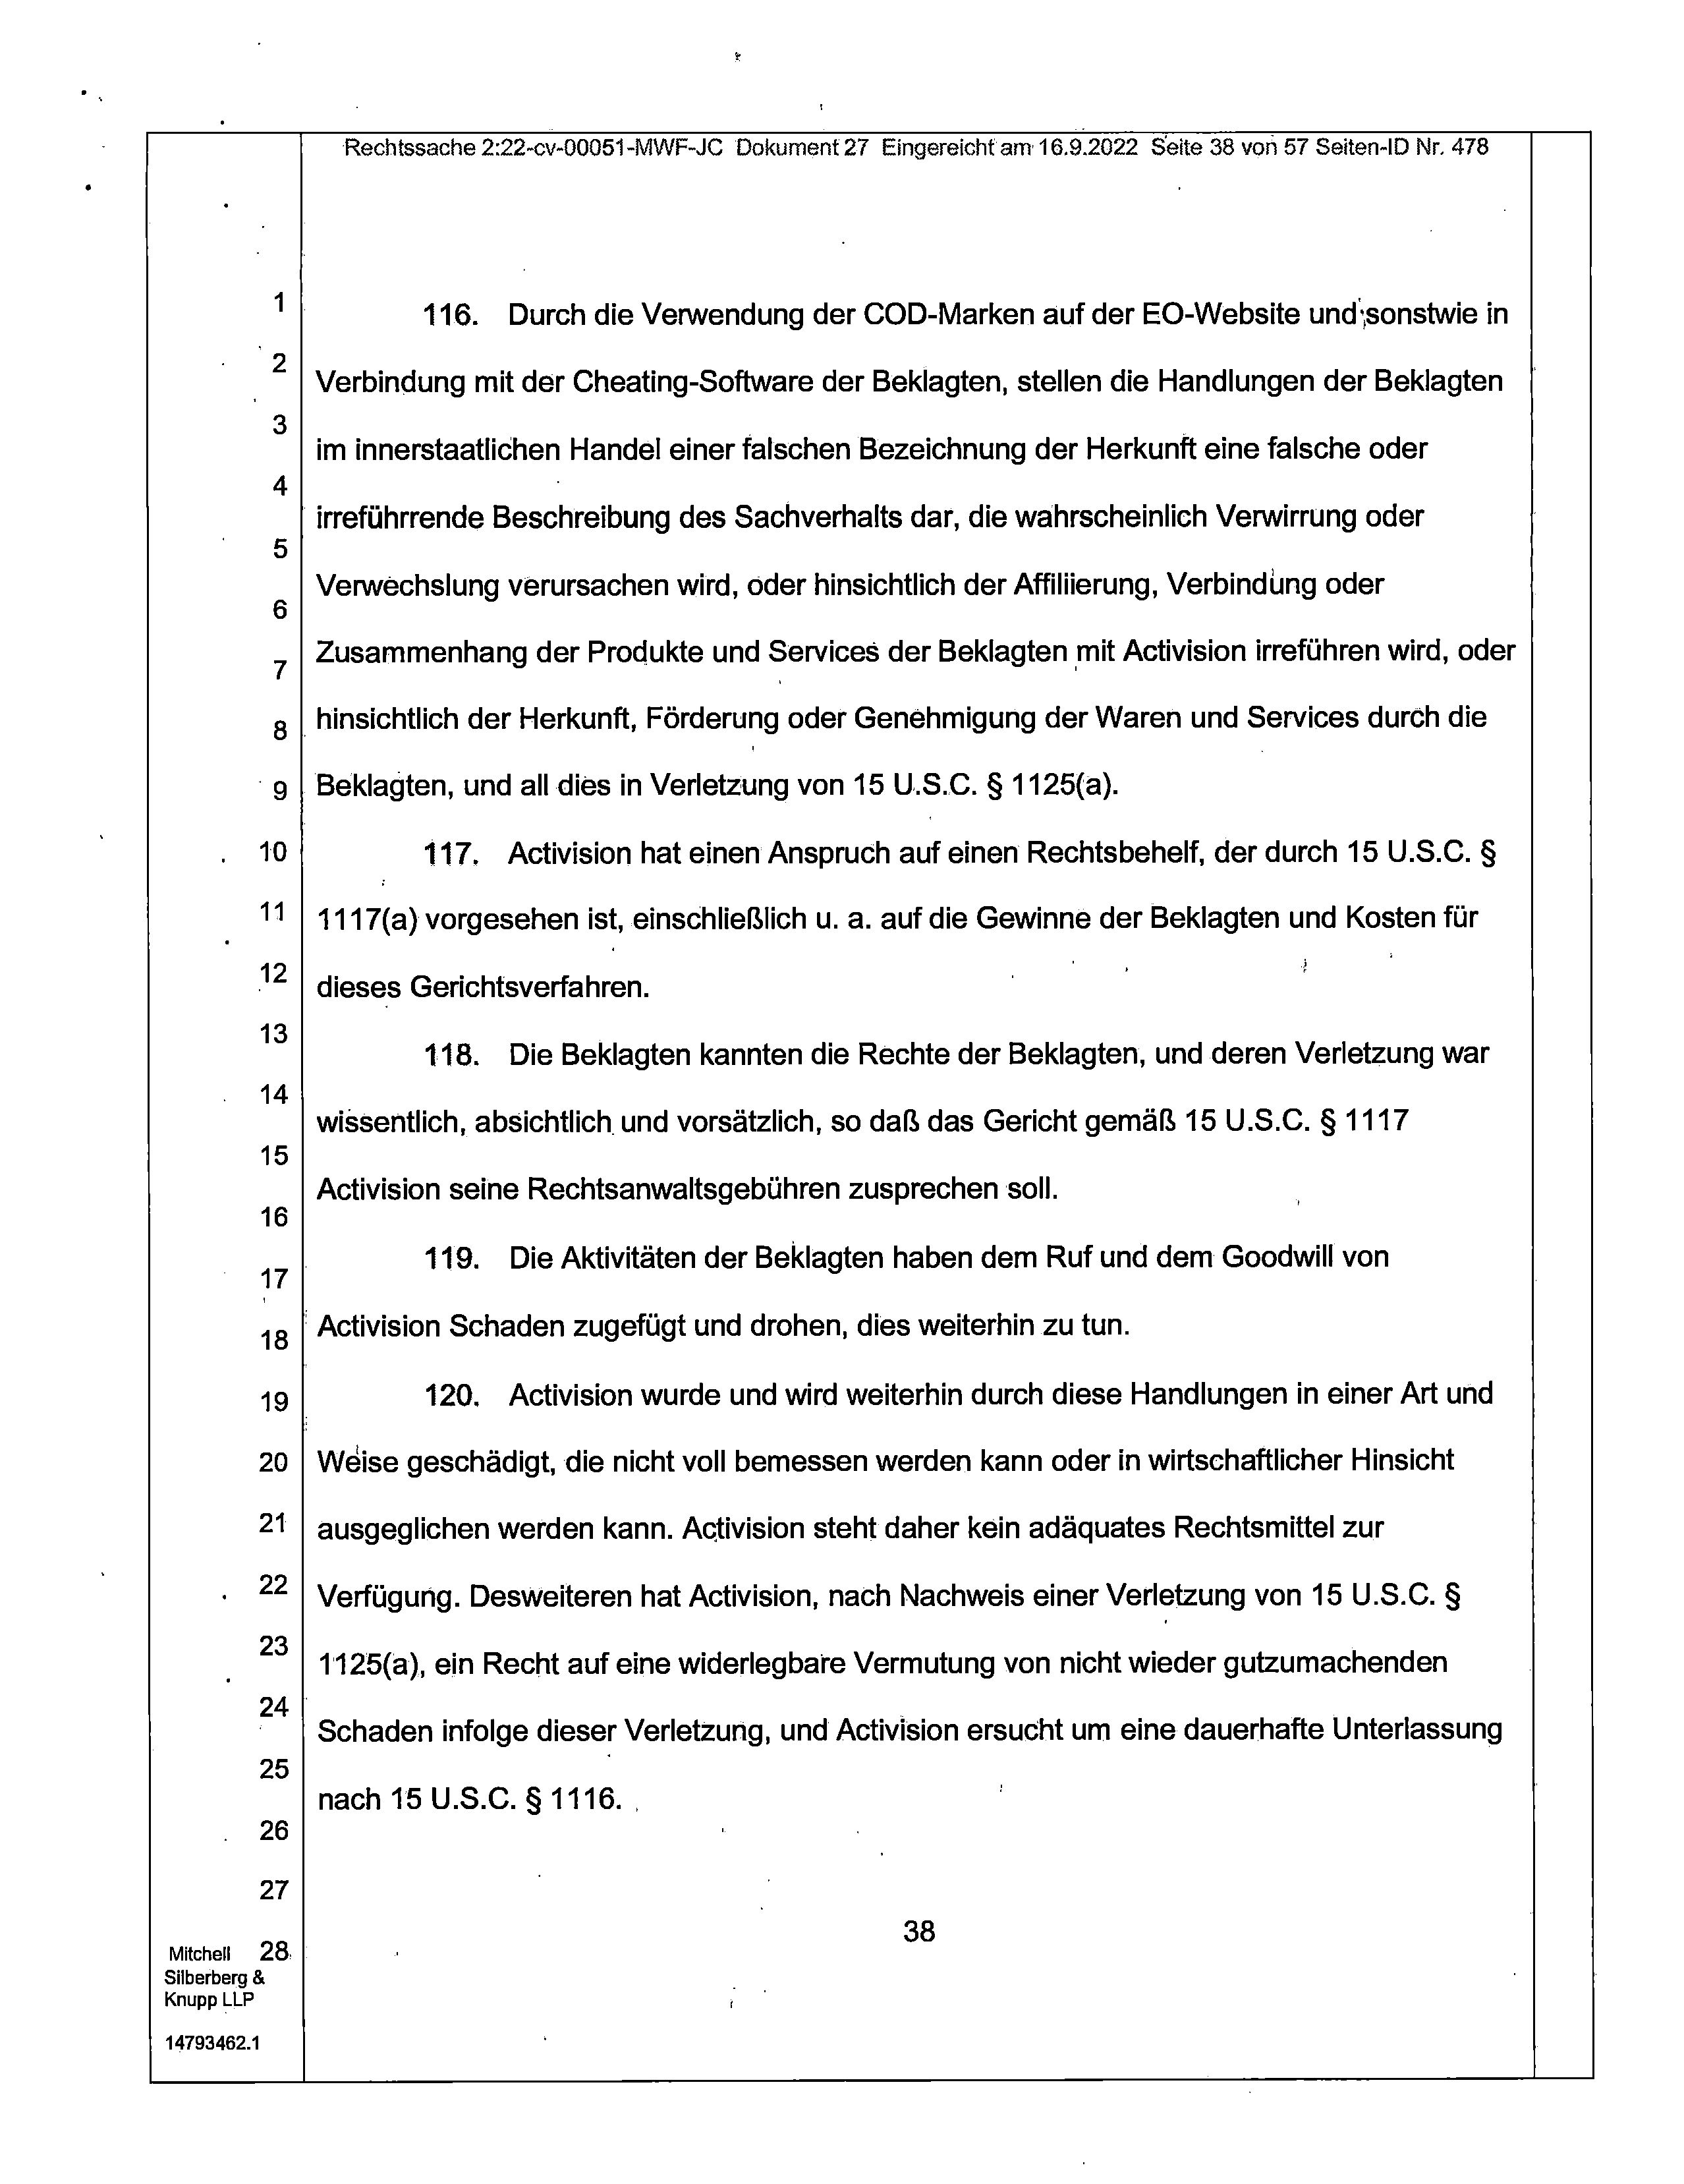 Rechtssache 2:22-cv-00051-MWF-JC Dokument 27 Eingereicht am 16.9.2022 Seite 38 von 57 Seiten-ID Nr. 478
1 116. Durch die Verwendung der COD-Marken auf der EO-Website und sonstwie in
2 Verbindung mit der Cheating-Software der Beklagten, stellen die Handlungen der Beklagten
3 im innerstaatlichen Handel einer falschen Bezeichnung der Herkunft eine falsche oder
4 irreführrende Beschreibung des Sachverhalts dar, die wahrscheinlich Verwirrung oder
5 Verwechslung verursachen wird, oder hinsichtlich der Affiliierung, Verbindung oder
6
7 Zusammenhang der Produkte und Services der Beklagten mit Activision irreführen wird, oder
8 hinsichtlich der Herkunft, Förderung oder Genehmigung der Waren und Services durch die
9 Beklagten, und all dies in Verletzung von 15 U.S.C. § 1125(a).
10 117. Activision hat einen Anspruch auf einen Rechtsbehelf, der durch 15 U.S.C. §
11 1117(a) vorgesehen ist, einschließlich u. a. auf die Gewinne der Beklagten und Kosten für
12 dieses Gerichtsverfahren.
13 118. Die Beklagten kannten die Rechte der Beklagten, und deren Verletzung war
14 wissentlich, absichtlich und vorsätzlich, so daß das Gericht gemäß 15 U.S.C. § 1117
15 Activision seine Rechtsanwaltsgebühren zusprechen soll.
16
17 119. Die Aktivitäten der Beklagten haben dem Ruf und dem Goodwill von
18 Activision Schaden zugefügt und drohen, dies weiterhin zu tun.
19 120. Activision wurde und wird weiterhin durch diese Handlungen in einer Art und
20 Weise geschädigt, die nicht voll bemessen werden kann oder in wirtschaftlicher Hinsicht
21 ausgeglichen werden kann. Activision steht daher kein adäquates Rechtsmittel zur
22 Verfügung. Desweiteren hat Activision, nach Nachweis einer Verletzung von 15 U.S.C. §
23 1125(a), ein Recht auf eine widerlegbare Vermutung von nicht wieder gutzumachenden
24 Schaden infolge dieser Verletzung, und Activision ersucht um eine dauerhafte Unterlassung
25 nach 15 U.S.C. § 1116.
26
27
38
Mitchell 28
Silberberg &
Knupp LLP
14793462.1